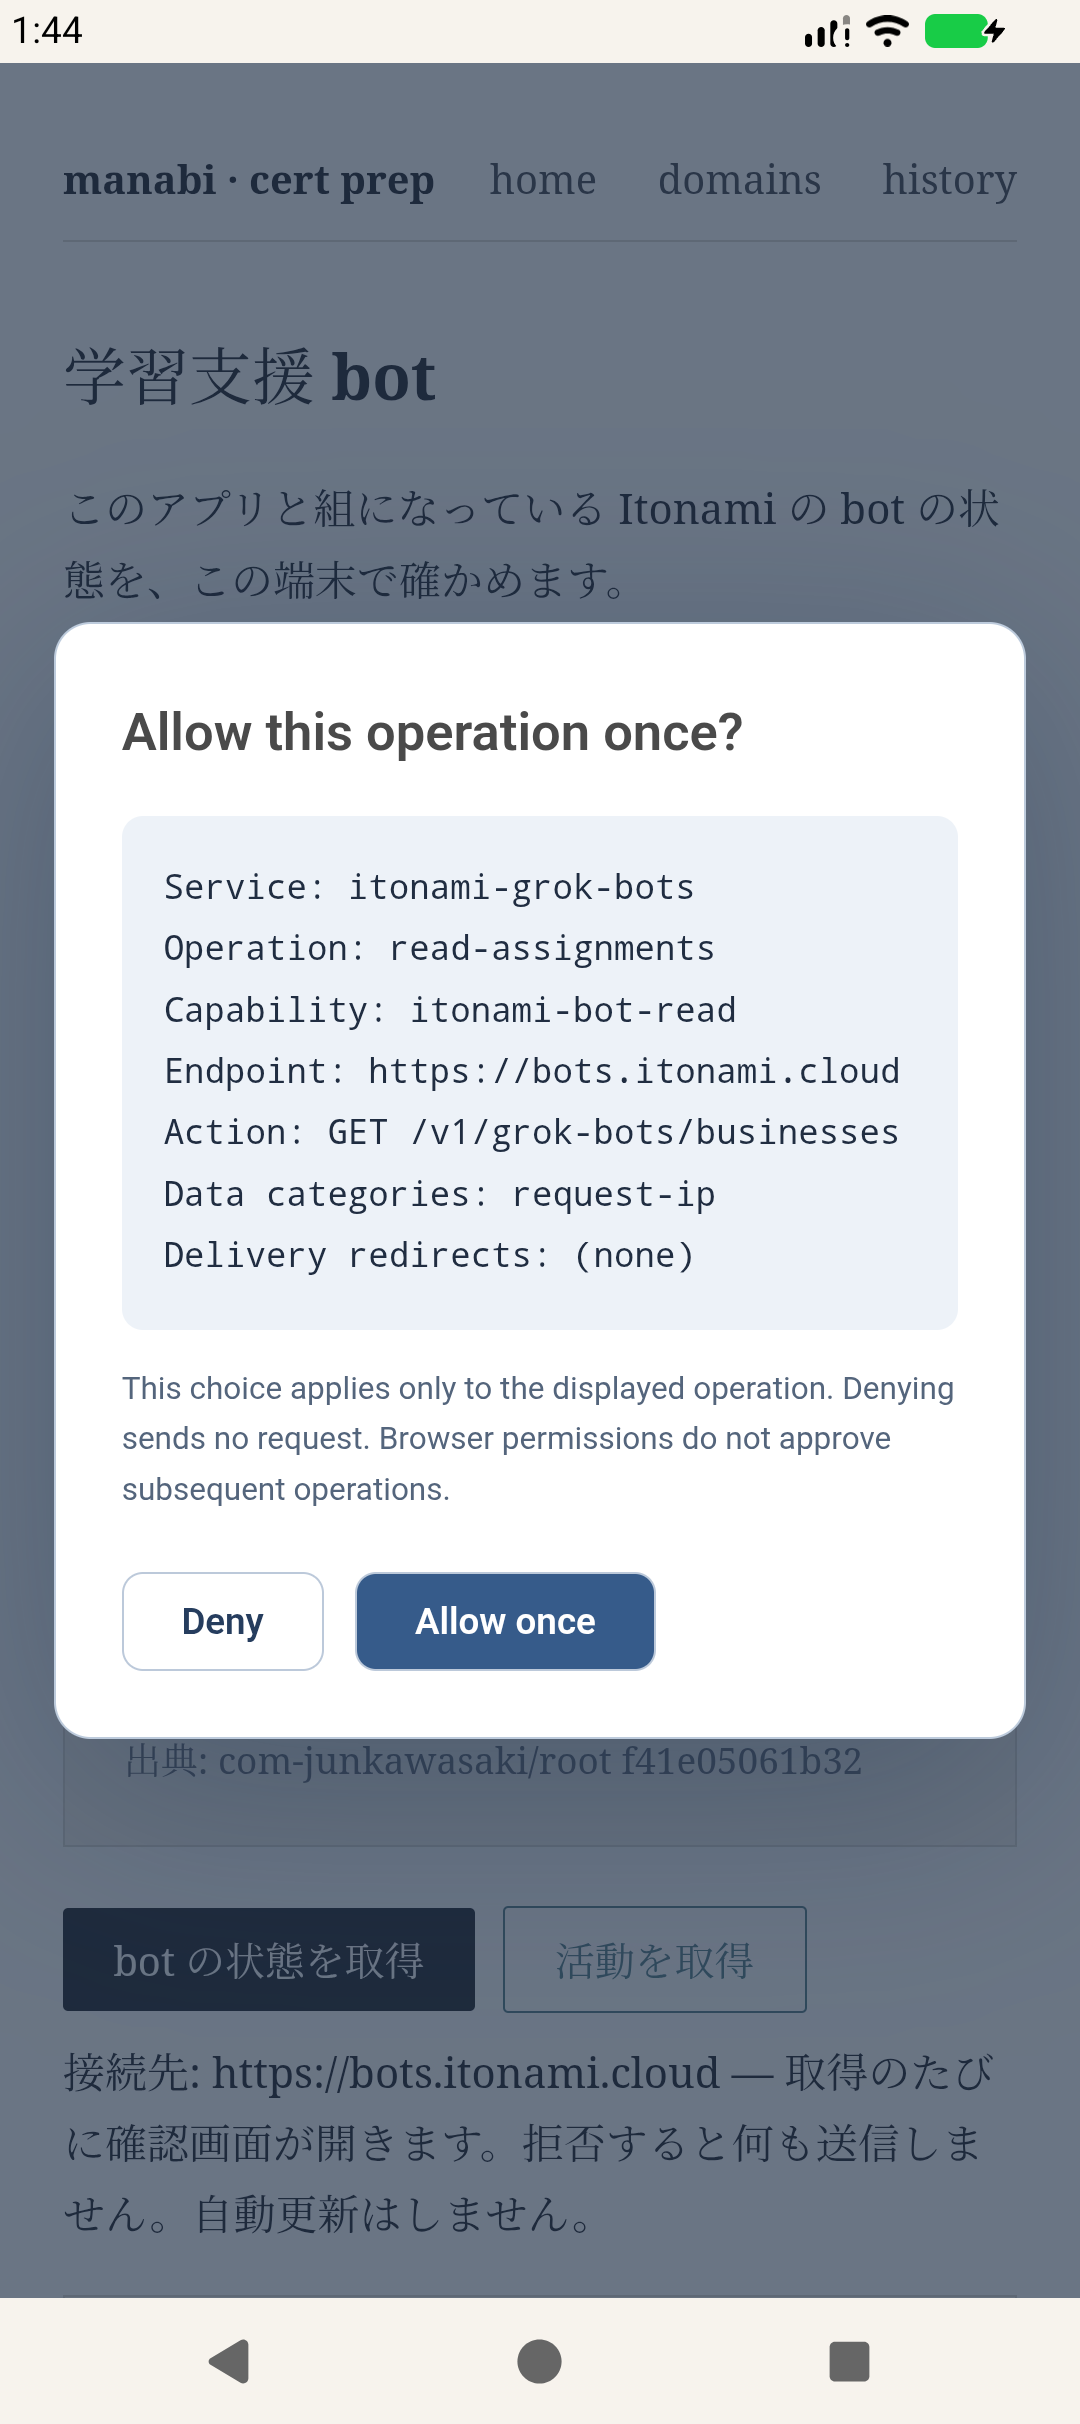 1:44
manabi · cert prep home domains history
学習支援 bot
このアプリと組になっている Itonami の bot の状
態を、この端末で確かめます。
Allow this operation once?
Service: itonami-grok-bots
Operation: read-assignments
Capability: itonami-bot-read
Endpoint: https://bots.itonami.cloud
Action: GET /v1/grok-bots/businesses
Data categories: request-ip
Delivery redirects: (none)
This choice applies only to the displayed operation. Denying
sends no request. Browser permissions do not approve
subsequent operations.
Deny Allow once
出典: com-junkawasaki/root f41e05061b32
bot の状態を取得 活動を取得
接続先: https://bots.itonami.cloud — 取得のたび
に確認画面が開きます。拒否すると何も送信しま
せん。自動更新はしません。